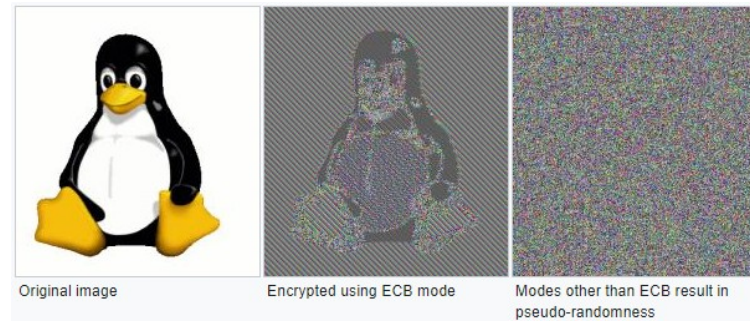 Original image
Encrypted using ECB mode
Modes other than ECB result in
pseudo-randomness